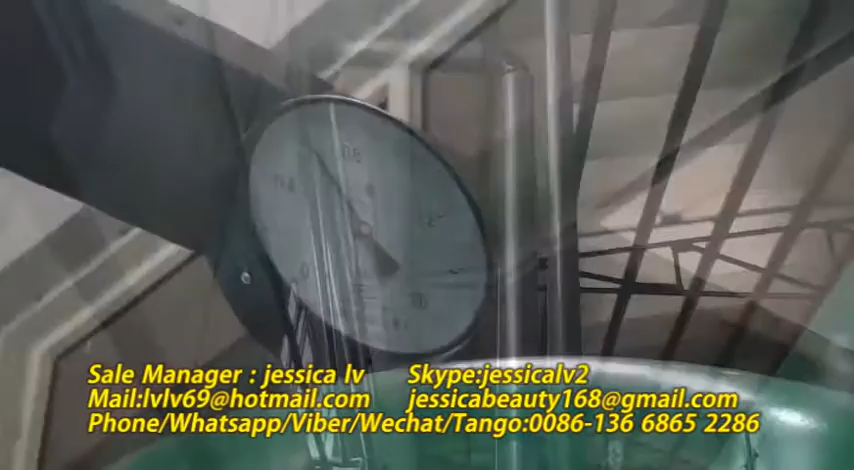 Sale Manager : jessica lv Skype:jessicalv2
Mail:lvlv69@hotmail.com jessicabeauty168@gmail.com
Phone/Whatsapp/Viber/Wechat/Tango:0086-136 6865 2286